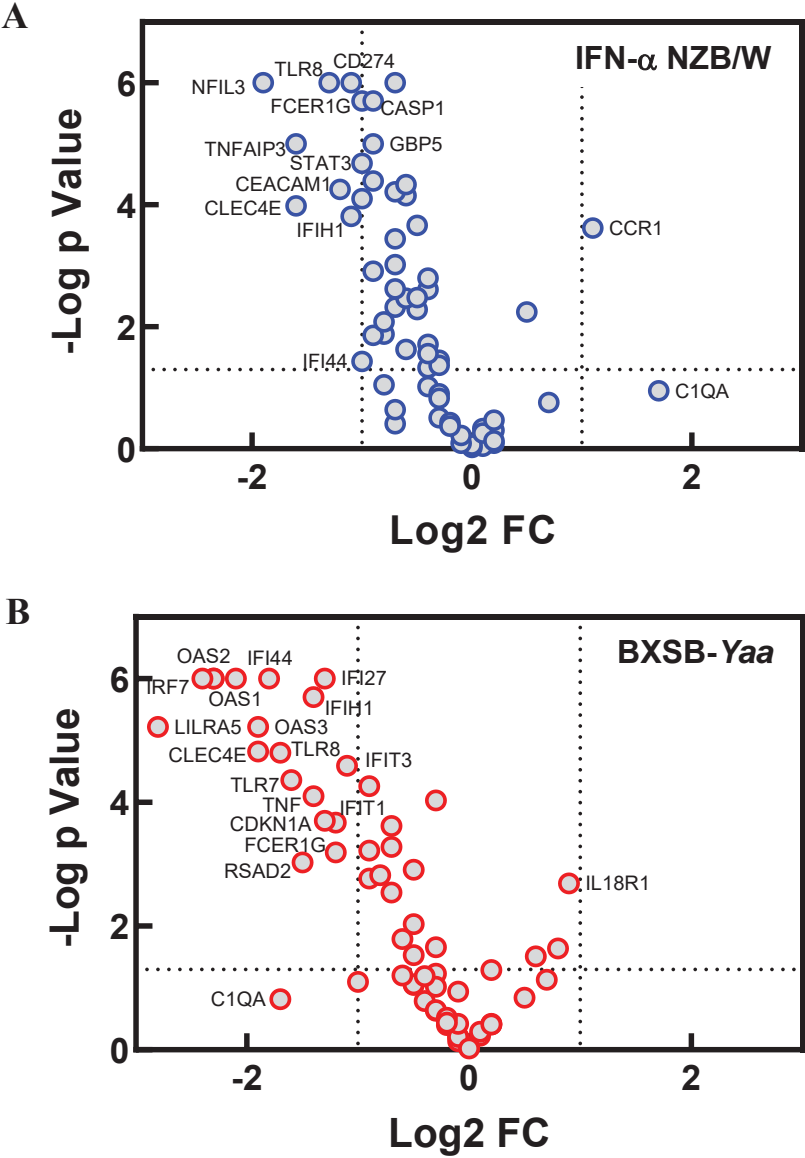 A
IFN-α NZB/W
-Log p Value
6
4
2
0
NFIL3
TLR8
CD274
FCER1G
CASP1
TNFAIP3
GBP5
STAT3
CEACAM1
CLEC4E
IFIH1
CCR1
IFI44
C1QA
-2
0
2
Log2 FC
B
BXSB-Yaa
-Log p Value
6
4
2
0
OAS2
IFI44
IFI27
IRF7
OAS1
IFIH1
LILRA5
OAS3
CLEC4E
TLR8
IFIT3
TLR7
TNF
IFIT1
CDKN1A
FCER1G
RSAD2
IL18R1
C1QA
-2
0
2
Log2 FC